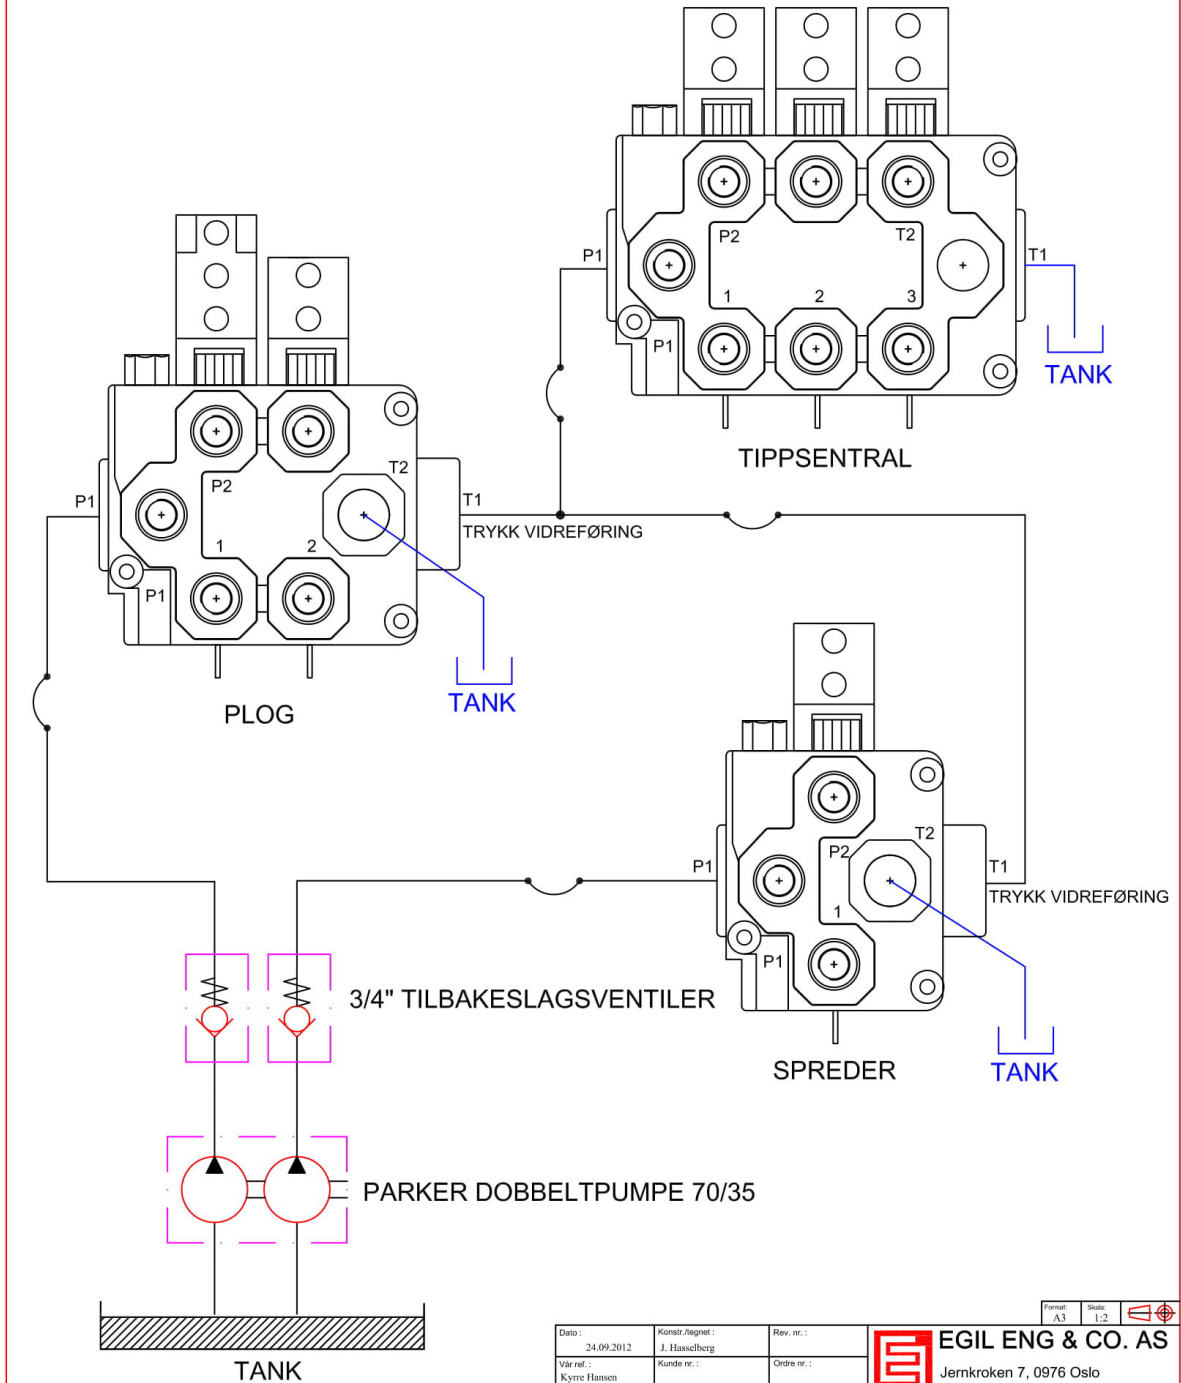 P1
P2
T2
T1
1
2
3
P1
TANK
TIPPSENTRAL
P1
P2
T2
T1
TRYKK VIDREFØRING
1
2
P1
TANK
PLOG
P1
P2
T2
T1
TRYKK VIDREFØRING
1
P1
TANK
SPREDER
3/4" TILBAKESLAGSVENTILER
PARKER DOBBELTPUMPE 70/35
TANK
Format:
A3
Skala:
1:2
Dato :
24.09.2012
Konstr./tegnet :
J. Hasselberg
Rev. nr. :
Vår ref. :
Kyrre Hansen
Kunde nr. :
Ordre nr. :
EGIL ENG & CO. AS
Jernkroken 7, 0976 Oslo